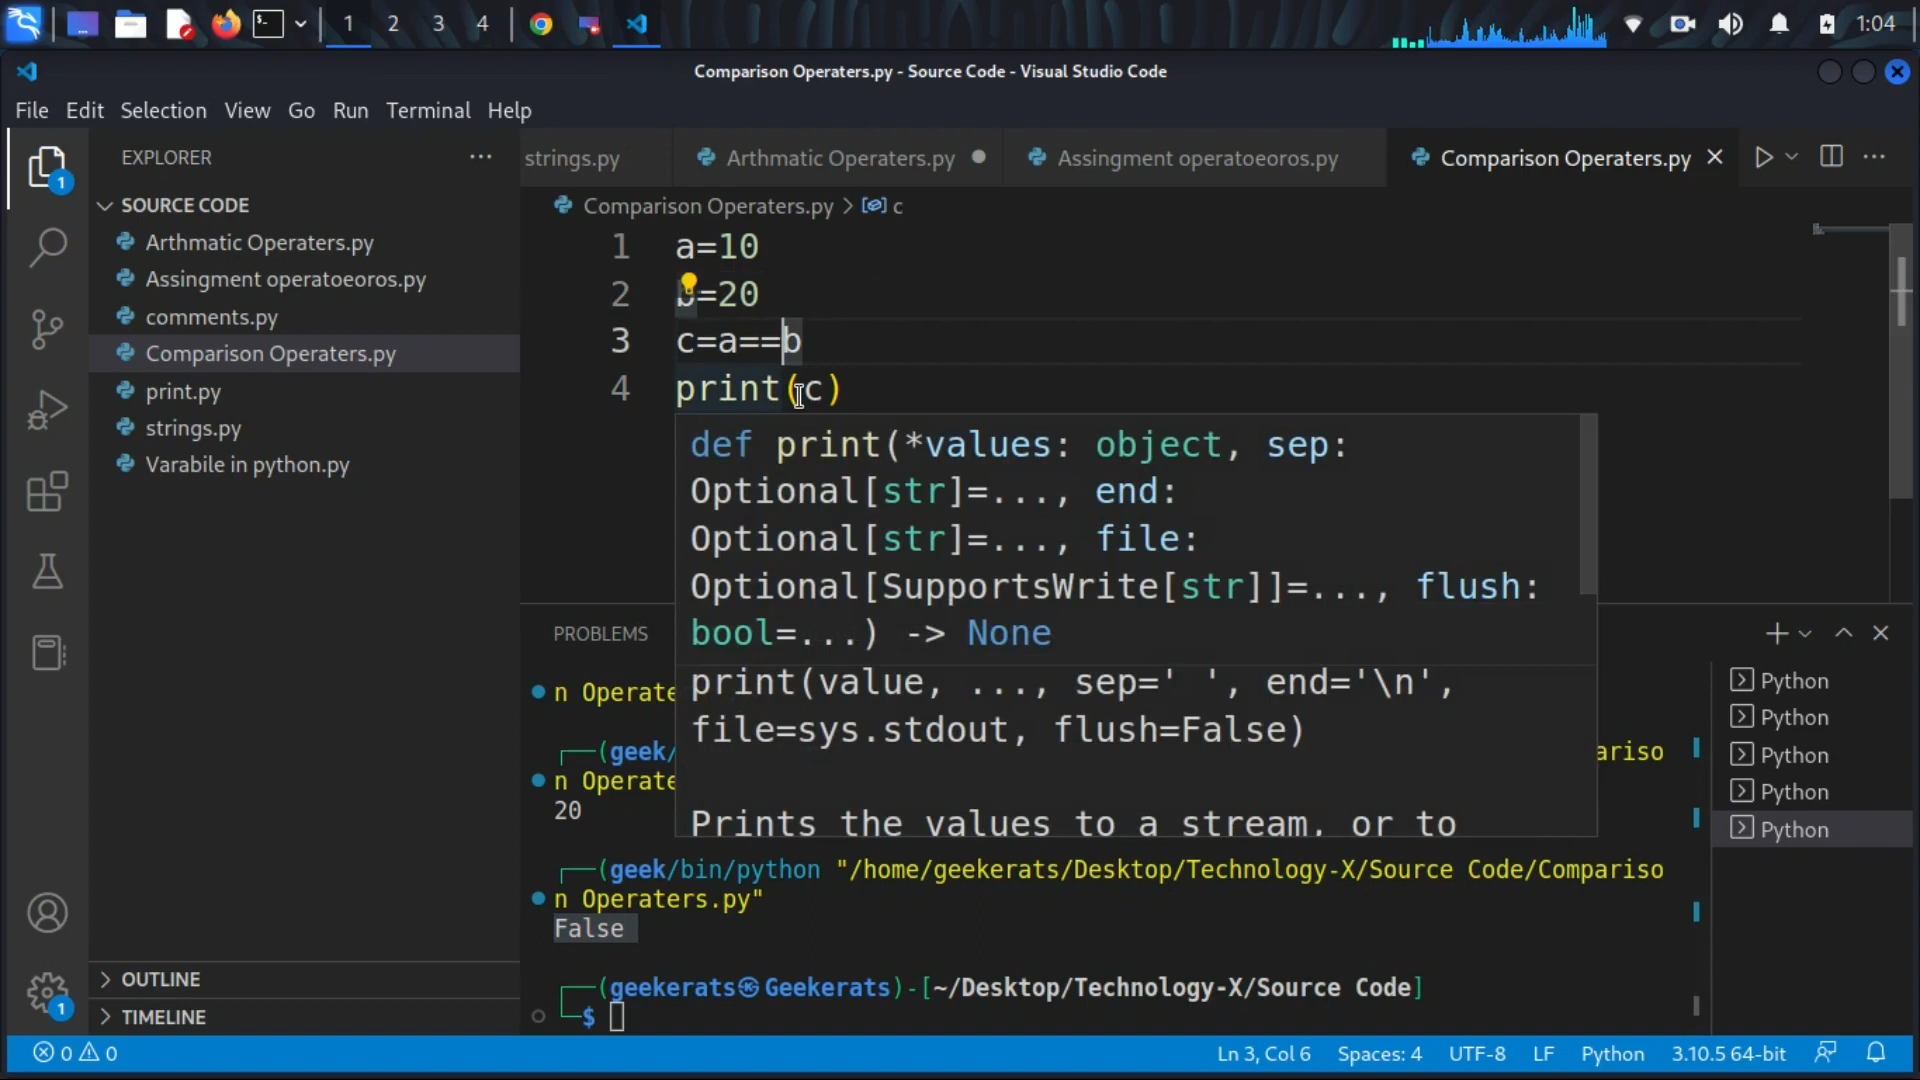 1 2 3 4 1:04
Comparison Operaters.py - Source Code - Visual Studio Code
File Edit Selection View Go Run Terminal Help
EXPLORER ...
strings.py Arthmatic Operaters.py Assingment operatoeoros.py Comparison Operaters.py
1
SOURCE CODE
Arthmatic Operaters.py
Assingment operatoeoros.py
comments.py
Comparison Operaters.py
print.py
strings.py
Varabile in python.py
OUTLINE
TIMELINE
1
Comparison Operaters.py > c
1 a=10
2 b=20
3 c=a==b
4 print(c)
def print(*values: object, sep:
Optional[str]=..., end:
Optional[str]=..., file:
Optional[SupportsWrite[str]]=..., flush:
bool=...) -> None
print(value, ..., sep=' ', end='\n',
file=sys.stdout, flush=False)
Prints the values to a stream, or to
PROBLEMS
n Operate
(geek/ ariso
n Operate
20
(geek/bin/python "/home/geekerats/Desktop/Technology-X/Source Code/Compariso
n Operaters.py"
False
(geekerats㉿Geekerats)-[~/Desktop/Technology-X/Source Code]
$
Python
Python
Python
Python
Python
0 0 Ln 3, Col 6 Spaces: 4 UTF-8 LF Python 3.10.5 64-bit